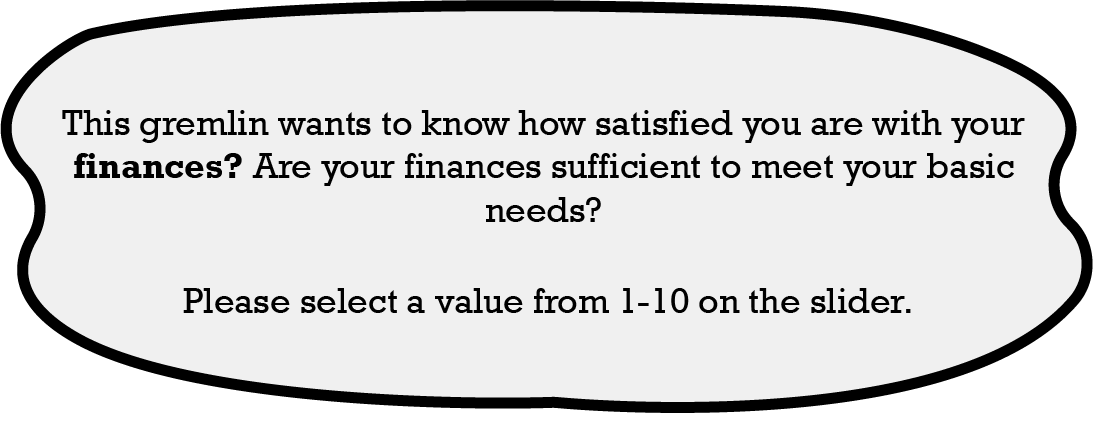 This gremlin wants to know how satisfied you are with your
finances? Are your finances sufficient to meet your basic
needs?
Please select a value from 1-10 on the slider.